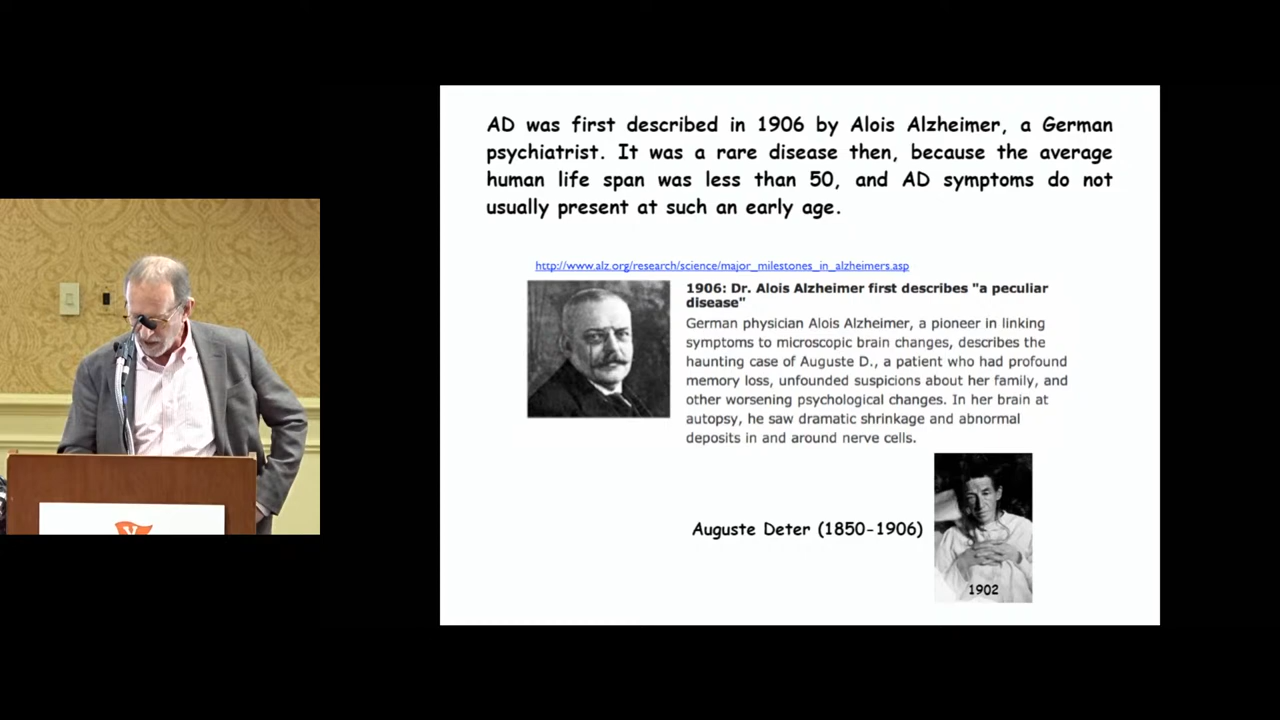 AD was first described in 1906 by Alois Alzheimer, a German
psychiatrist. It was a rare disease then, because the average
human life span was less than 50, and AD symptoms do not
usually present at such an early age.
http://www.alz.org/research/science/major_milestones_in_alzheimers.asp
1906: Dr. Alois Alzheimer first describes "a peculiar
disease"
German physician Alois Alzheimer, a pioneer in linking
symptoms to microscopic brain changes, describes the
haunting case of Auguste D., a patient who had profound
memory loss, unfounded suspicions about her family, and
other worsening psychological changes. In her brain at
autopsy, he saw dramatic shrinkage and abnormal
deposits in and around nerve cells.
Auguste Deter (1850-1906)
1902
V